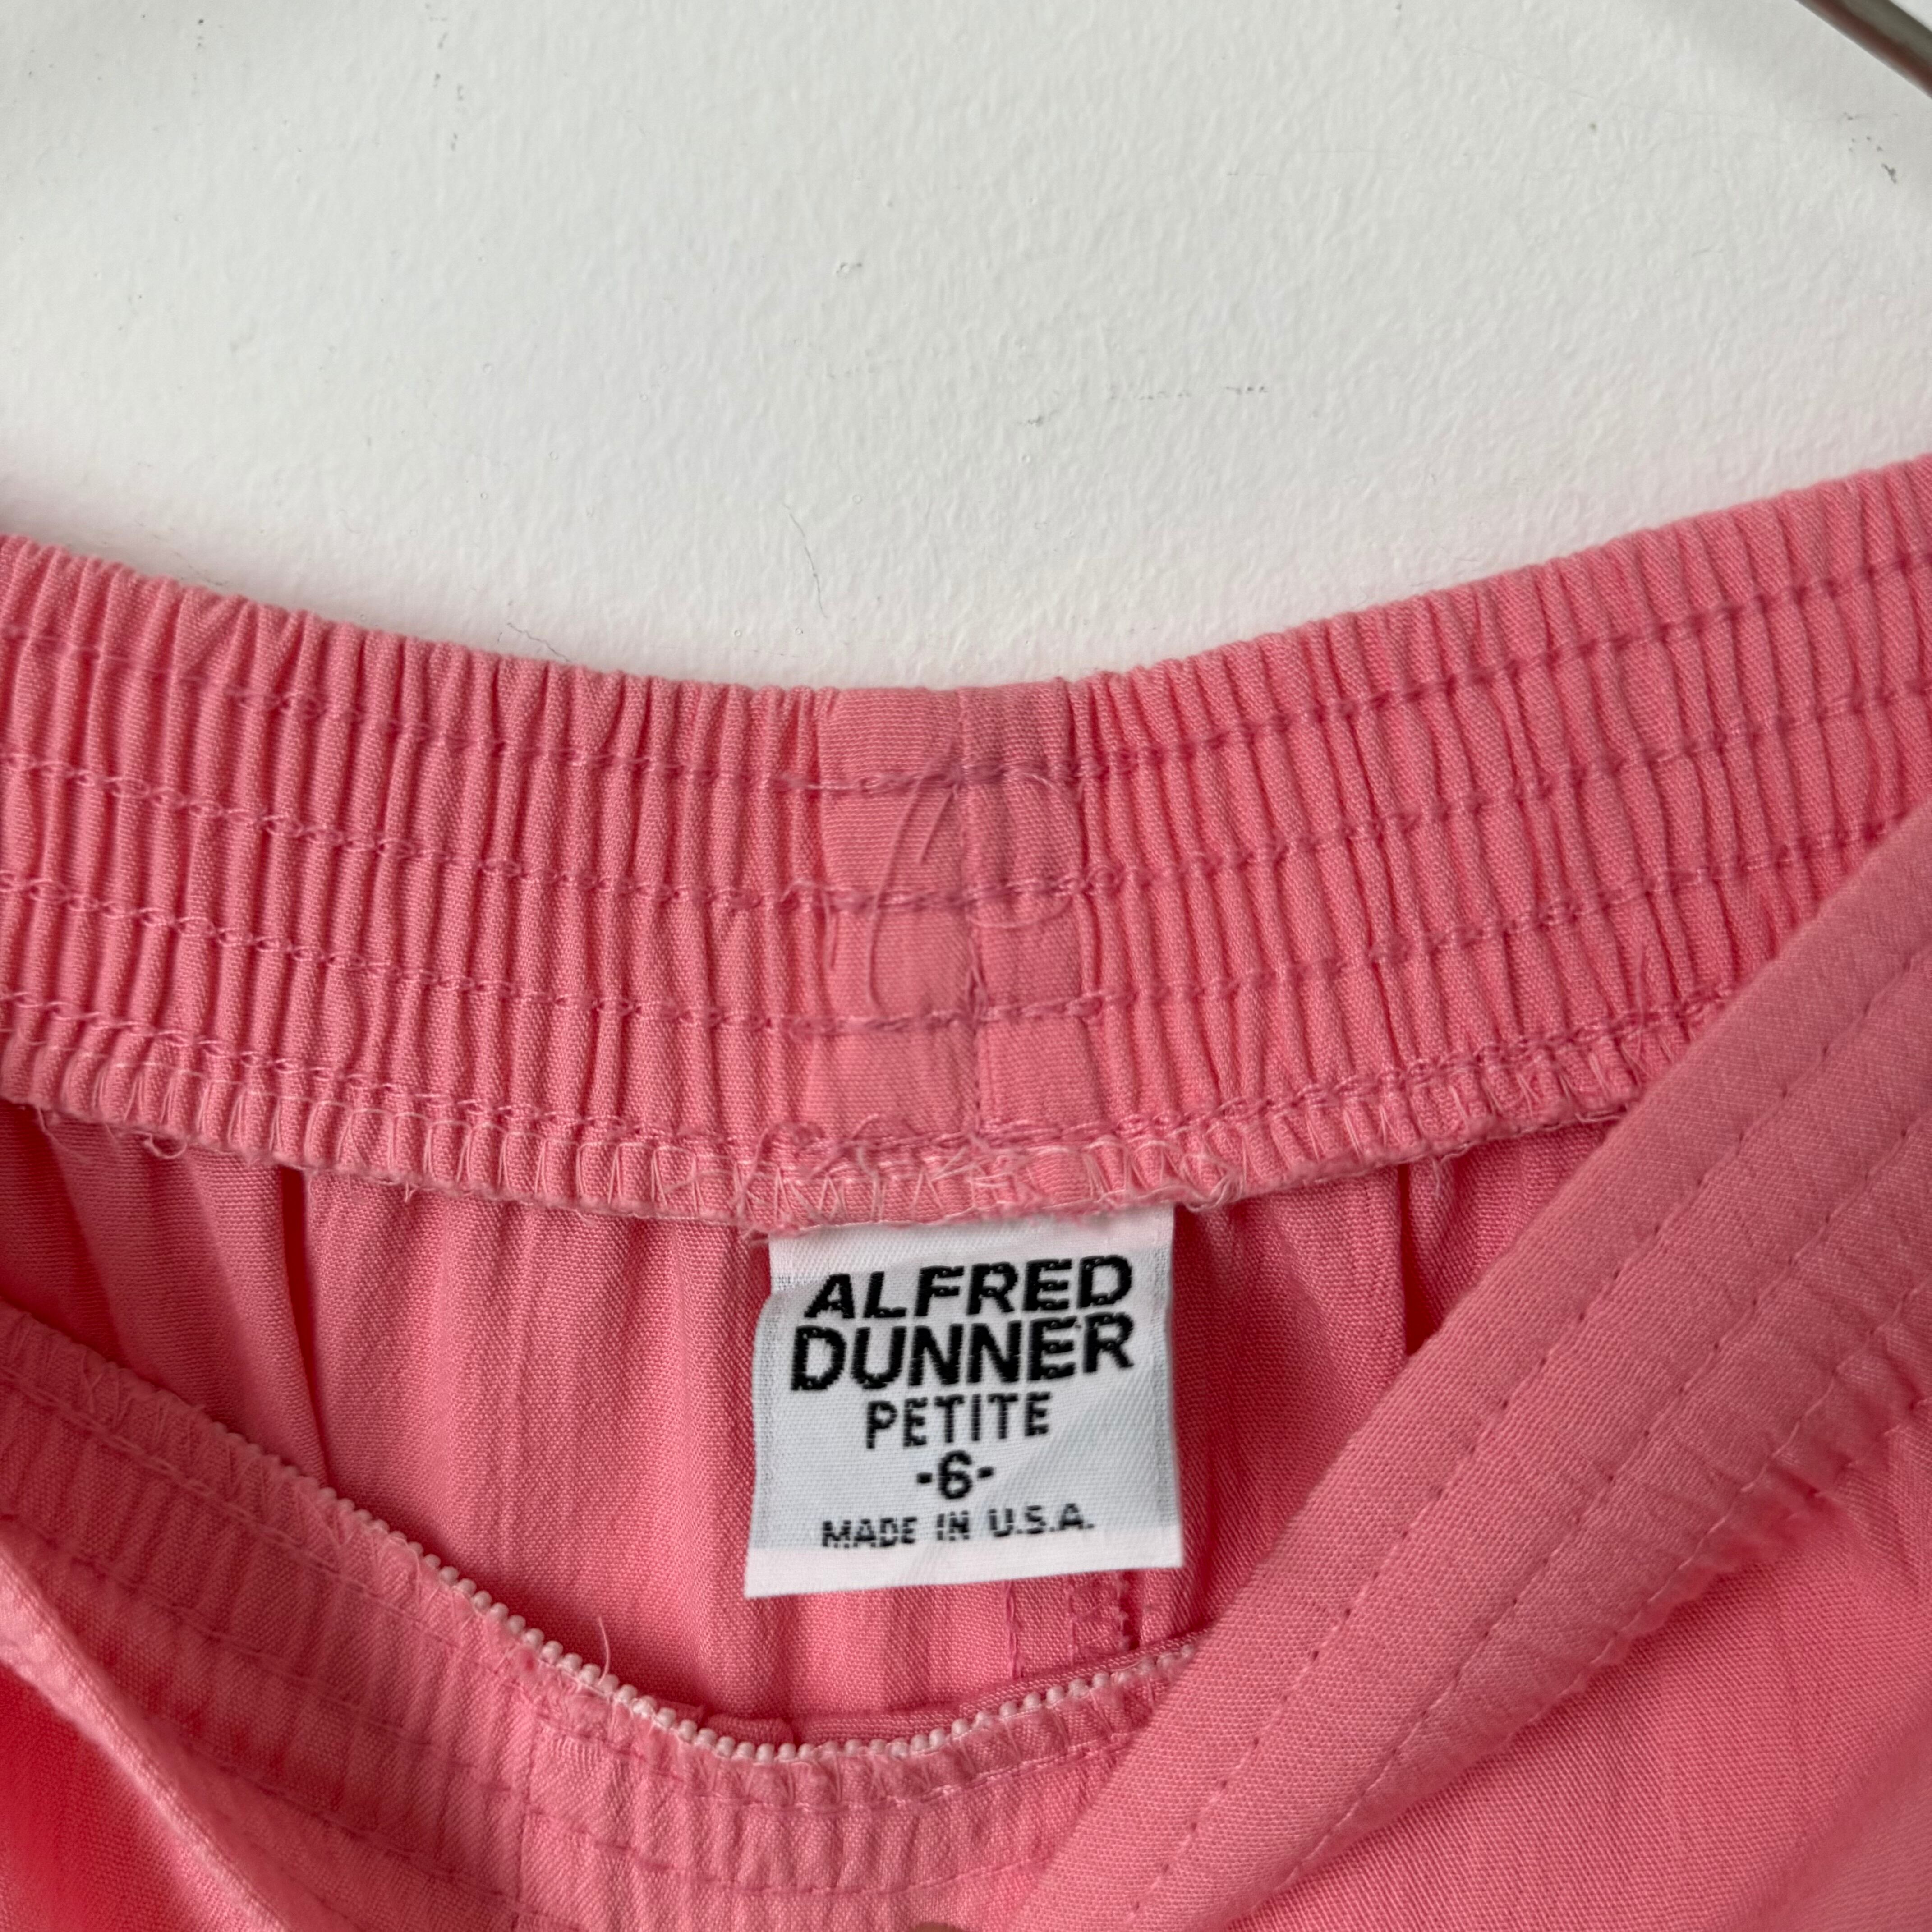 ALFRED
DUNNER
PETITE
-6-
MADE IN U.S.A.